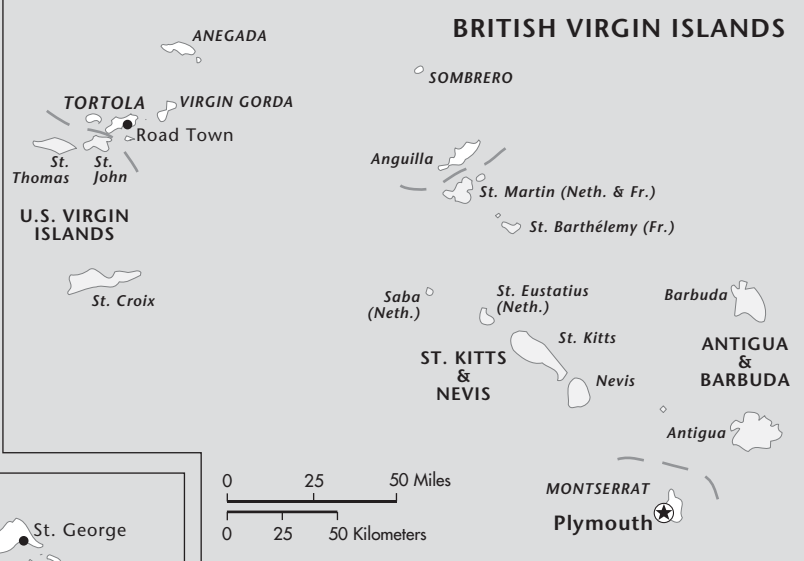 BRITISH VIRGIN ISLANDS
ANEGADA
SOMBRERO
TORTOLA
VIRGIN GORDA
Road Town
St.
Thomas
St.
John
Anguilla
St. Martin (Neth. & Fr.)
U.S. VIRGIN
ISLANDS
St. Barthélemy (Fr.)
St. Croix
Saba
(Neth.)
St. Eustatius
(Neth.)
Barbuda
St. Kitts
ST. KITTS
&
NEVIS
ANTIGUA
&
BARBUDA
Nevis
Antigua
0 25 50 Miles
0 25 50 Kilometers
MONTSERRAT
Plymouth
St. George